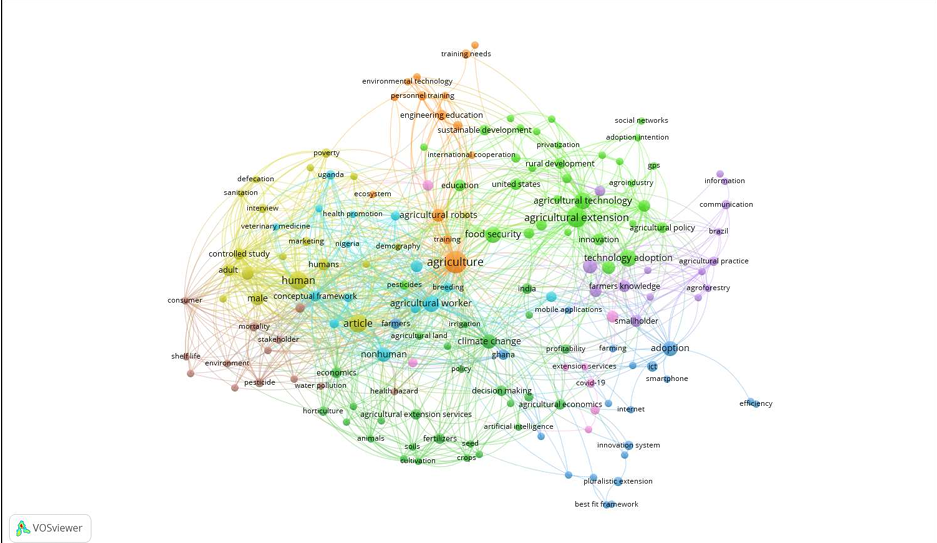 training needs
environmental technology
personnel training
engineering education
social networks
sustainable development
adoption intention
privatization
poverty
international cooperation
rural development
gps
uganda
defecation
education
united states
agroindustry
information
sanitation
ecosystem
agricultural technology
interview
health promotion
agricultural robots
agricultural extension
communication
veterinary medicine
food security
agricultural policy
brazil
marketing
nigeria
demography
training
innovation
controlled study
agriculture
technology adoption
agricultural practice
adult
humans
human
pesticides
breeding
india
farmers knowledge
agroforestry
consumer
male
conceptual framework
agricultural worker
mobile applications
mortality
article
farmers
irrigation
smallholder
stakeholder
agricultural land
climate change
shelf life
nonhuman
ghana
profitability
farming
adoption
environment
economics
policy
extension services
ict
pesticide
water pollution
health hazard
decision making
covid-19
smartphone
horticulture
agricultural extension services
agricultural economics
internet
efficiency
artificial intelligence
animals
soils
fertilizers
seed
innovation system
cultivation
crops
pluralistic extension
best fit framework
VOSviewer